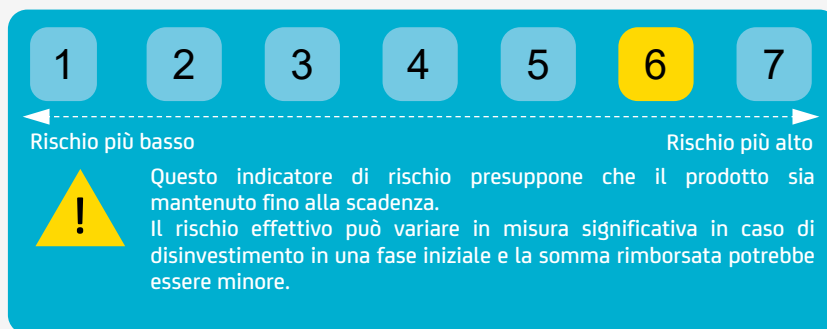 1 2 3 4 5 6 7
Rischio più basso Rischio più alto
! Questo indicatore di rischio presuppone che il prodotto sia
mantenuto fino alla scadenza.
Il rischio effettivo può variare in misura significativa in caso di
disinvestimento in una fase iniziale e la somma rimborsata potrebbe
essere minore.